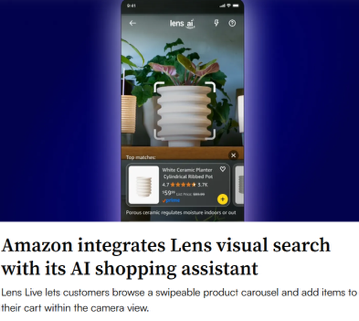 9:41
lens ai
Top matches:
White Ceramic Planter
Cylindrical Ribbed Pot
4.7 3.7K
$59
Porous ceramic regulates moisture indoors or out
Amazon integrates Lens visual search
with its AI shopping assistant
Lens Live lets customers browse a swipeable product carousel and add items to
their cart within the camera view.